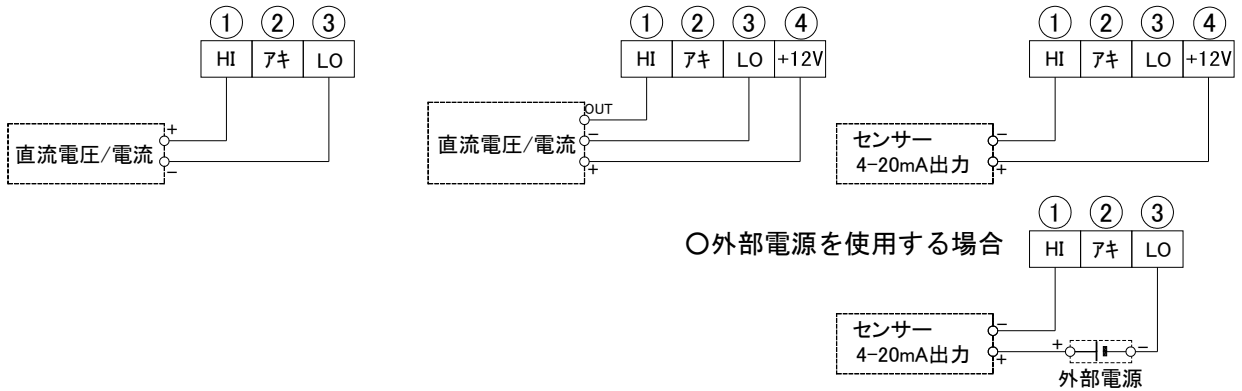 ① ② ③
HI ｱｷ LO
+
直流電圧/電流
−
① ② ③ ④
HI ｱｷ LO +12V
OUT
−
直流電圧/電流
+
① ② ③ ④
HI ｱｷ LO +12V
センサー −
4−20mA出力 +
〇外部電源を使用する場合
① ② ③
HI ｱｷ LO
センサー −
4−20mA出力 + + −
外部電源